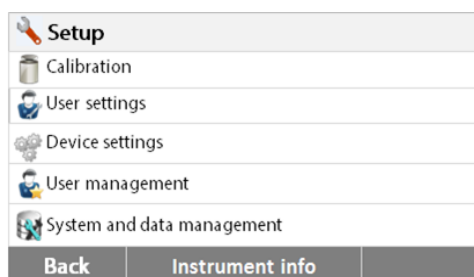 Setup
Calibration
User settings
Device settings
User management
System and data management
Back Instrument info